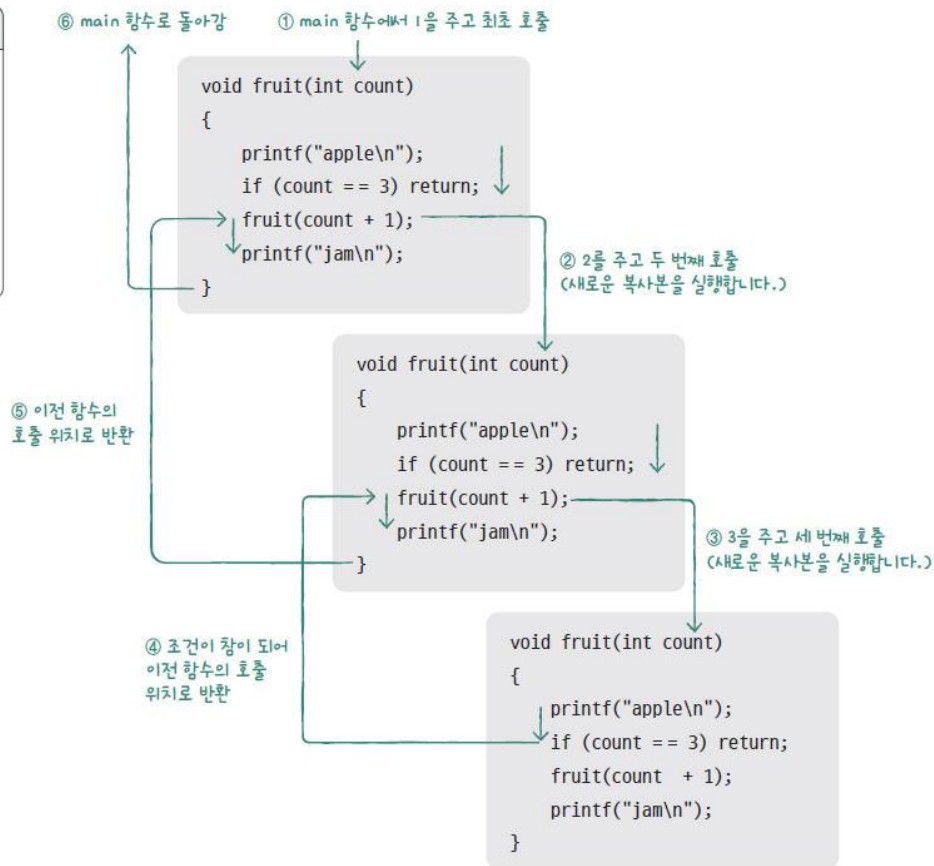 ⑥ main 함수로 돌아감
① main 함수에서 1을 주고 최초 호출
void fruit(int count)
{
printf("apple\n");
if (count == 3) return;
fruit(count + 1);
printf("jam\n");
}
② 2를 주고 두 번째 호출
(새로운 복사본을 실행합니다.)
void fruit(int count)
{
printf("apple\n");
if (count == 3) return;
fruit(count + 1);
printf("jam\n");
}
⑤ 이전 함수의
호출 위치로 반환
③ 3을 주고 세 번째 호출
(새로운 복사본을 실행합니다.)
④ 조건이 참이 되어
이전 함수의 호출
위치로 반환
void fruit(int count)
{
printf("apple\n");
if (count == 3) return;
fruit(count + 1);
printf("jam\n");
}